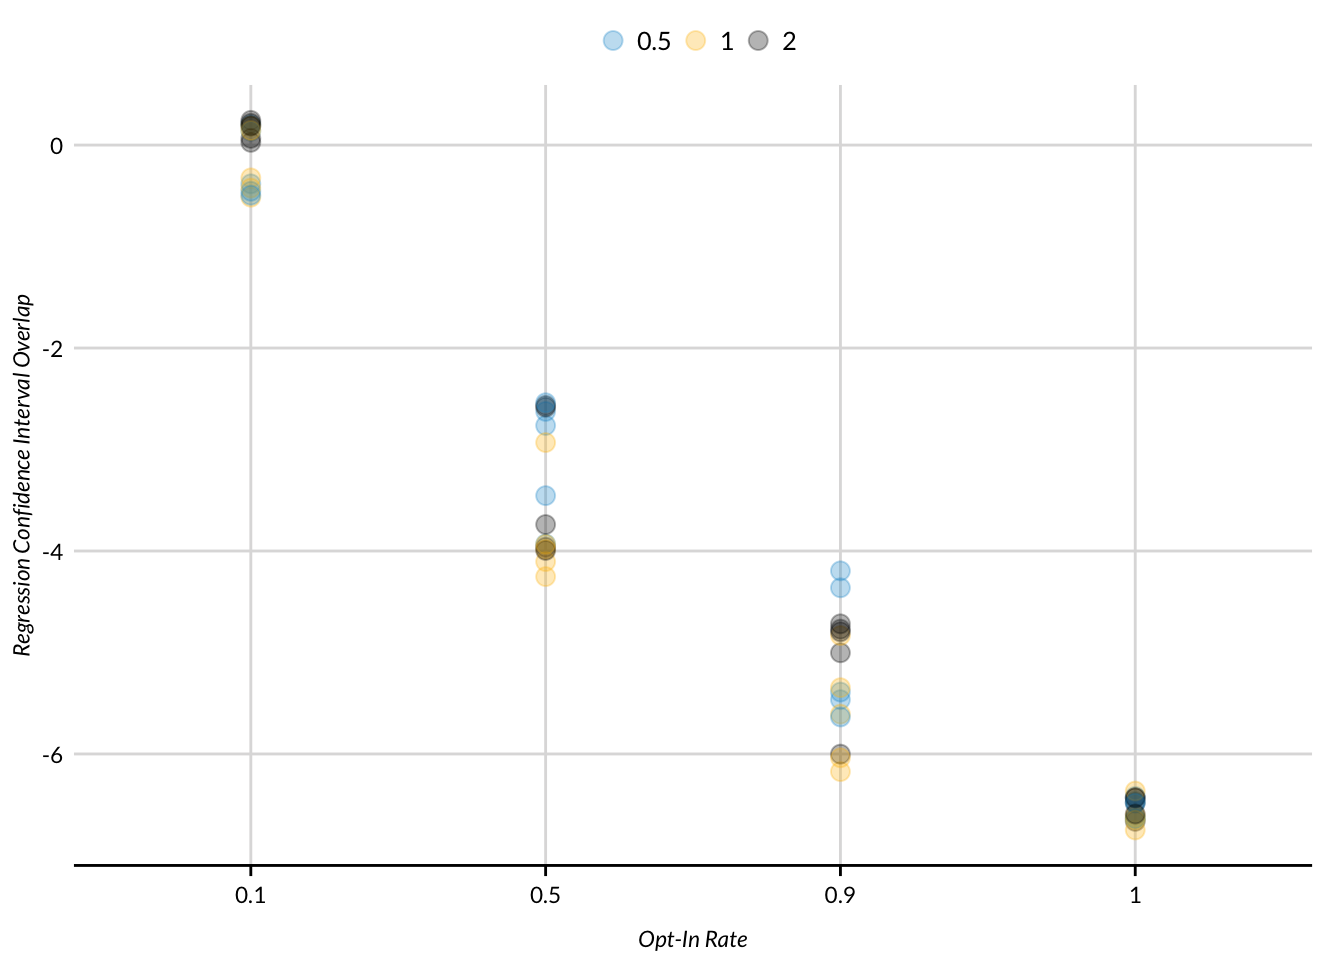 0.5 1 2
0
-2
-4
-6
Regression Confidence Interval Overlap
0.1 0.5 0.9 1
Opt-In Rate